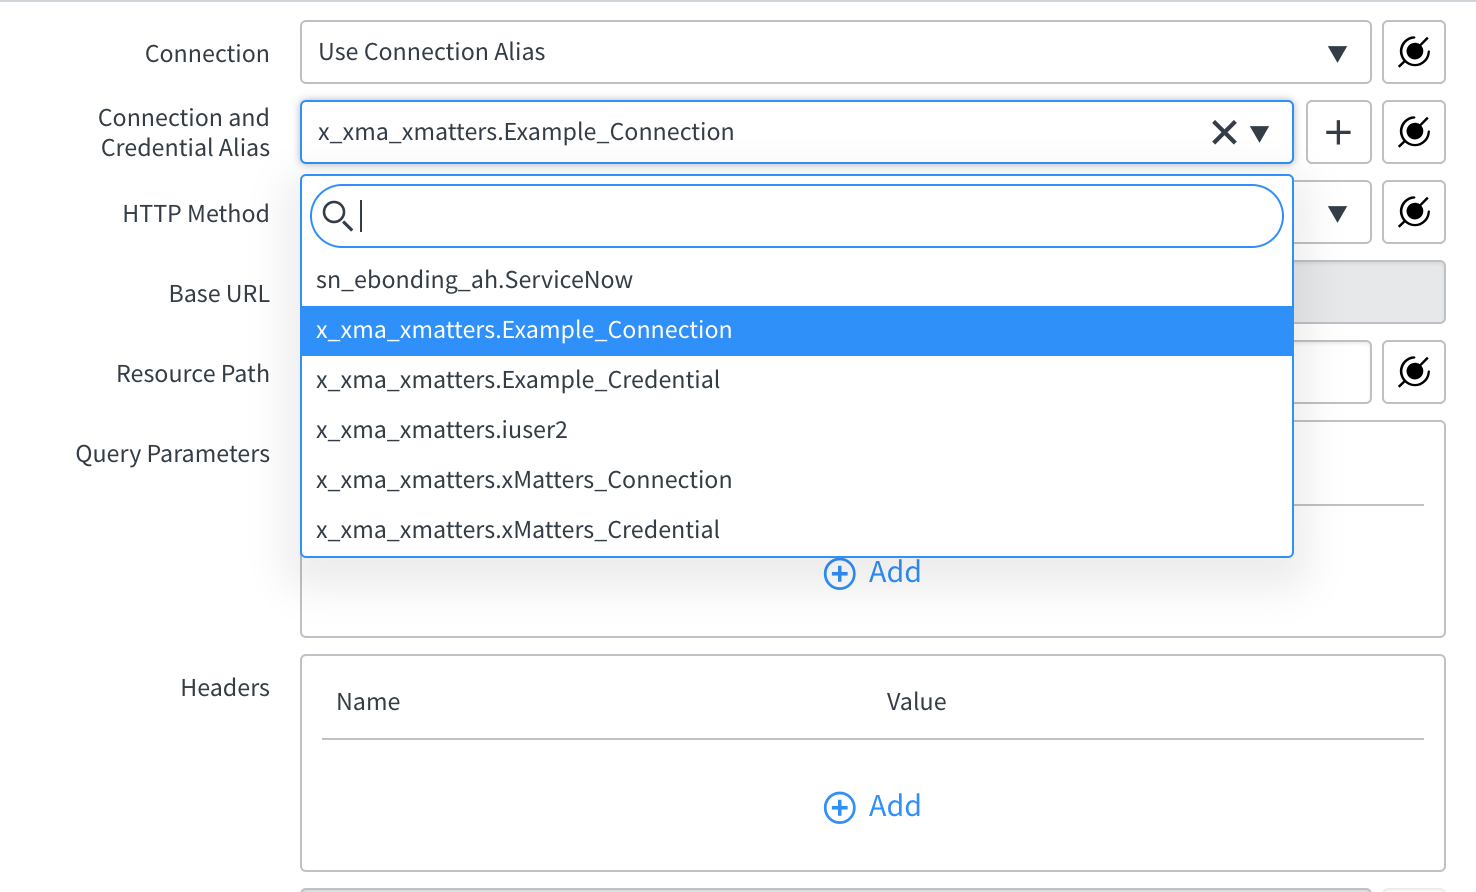 Connection
Use Connection Alias
Connection and
Credential Alias
x_xma_xmatters.Example_Connection
HTTP Method
sn_ebonding_ah.ServiceNow
Base URL
x_xma_xmatters.Example_Connection
Resource Path
x_xma_xmatters.Example_Credential
x_xma_xmatters.iuser2
Query Parameters
x_xma_xmatters.xMatters_Connection
x_xma_xmatters.xMatters_Credential
Add
Headers
Name Value
Add